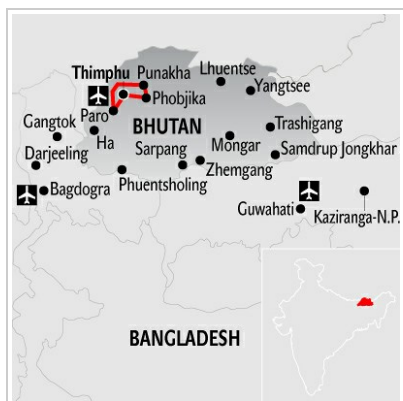 Lhuentse
Thimphu Punakha
Yangtsee
Phobjika
Paro
Gangtok
BHUTAN
Trashigang
Ha
Sarpang
Mongar
Samdrup Jongkhar
Darjeeling
Zhemgang
Phuentsholing
Bagdogra
Guwahati
Kaziranga-N.P.
BANGLADESH